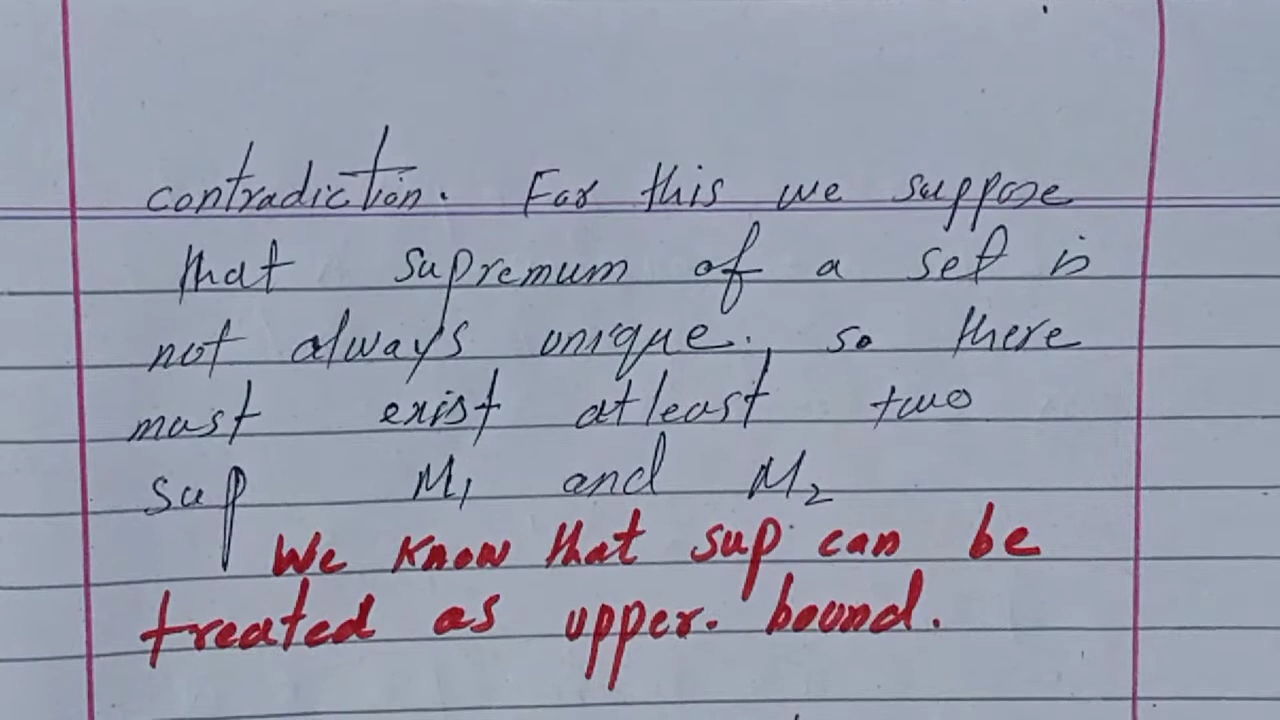 contradiction. For this we suppose
that supremum of a set is
not always unique., so there
must exist atleast two
sup M₁ and M₂
We know that sup can be
treated as upper. bound.